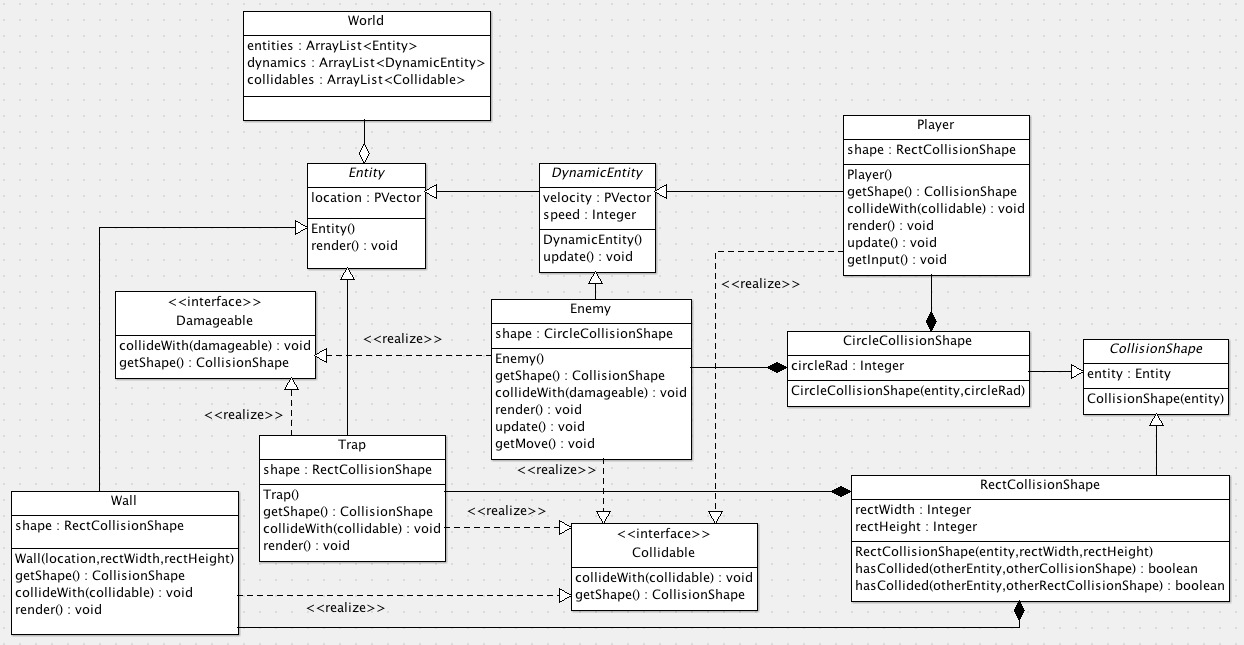 World
entities : ArrayList<Entity>
dynamics : ArrayList<DynamicEntity>
collidables : ArrayList<Collidable>
Player
shape : RectCollisionShape
Player()
getShape() : CollisionShape
collideWith(collidable) : void
render() : void
update() : void
getInput() : void
Entity
location : PVector
Entity()
render() : void
DynamicEntity
velocity : PVector
speed : Integer
DynamicEntity()
update() : void
<<realize>>
<<interface>>
Damageable
collideWith(damageable) : void
getShape() : CollisionShape
<<realize>>
Enemy
shape : CircleCollisionShape
Enemy()
getShape() : CollisionShape
collideWith(damageable) : void
render() : void
update() : void
getMove() : void
CircleCollisionShape
circleRad : Integer
CircleCollisionShape(entity,circleRad)
CollisionShape
entity : Entity
CollisionShape(entity)
<<realize>>
<<realize>>
Trap
shape : RectCollisionShape
Trap()
getShape() : CollisionShape
collideWith(collidable) : void
render() : void
<<realize>>
Wall
shape : RectCollisionShape
Wall(location,rectWidth,rectHeight)
getShape() : CollisionShape
collideWith(collidable) : void
render() : void
<<realize>>
<<interface>>
Collidable
collideWith(collidable) : void
getShape() : CollisionShape
RectCollisionShape
rectWidth : Integer
rectHeight : Integer
RectCollisionShape(entity,rectWidth,rectHeight)
hasCollided(otherEntity,otherCollisionShape) : boolean
hasCollided(otherEntity,otherRectCollisionShape) : boolean